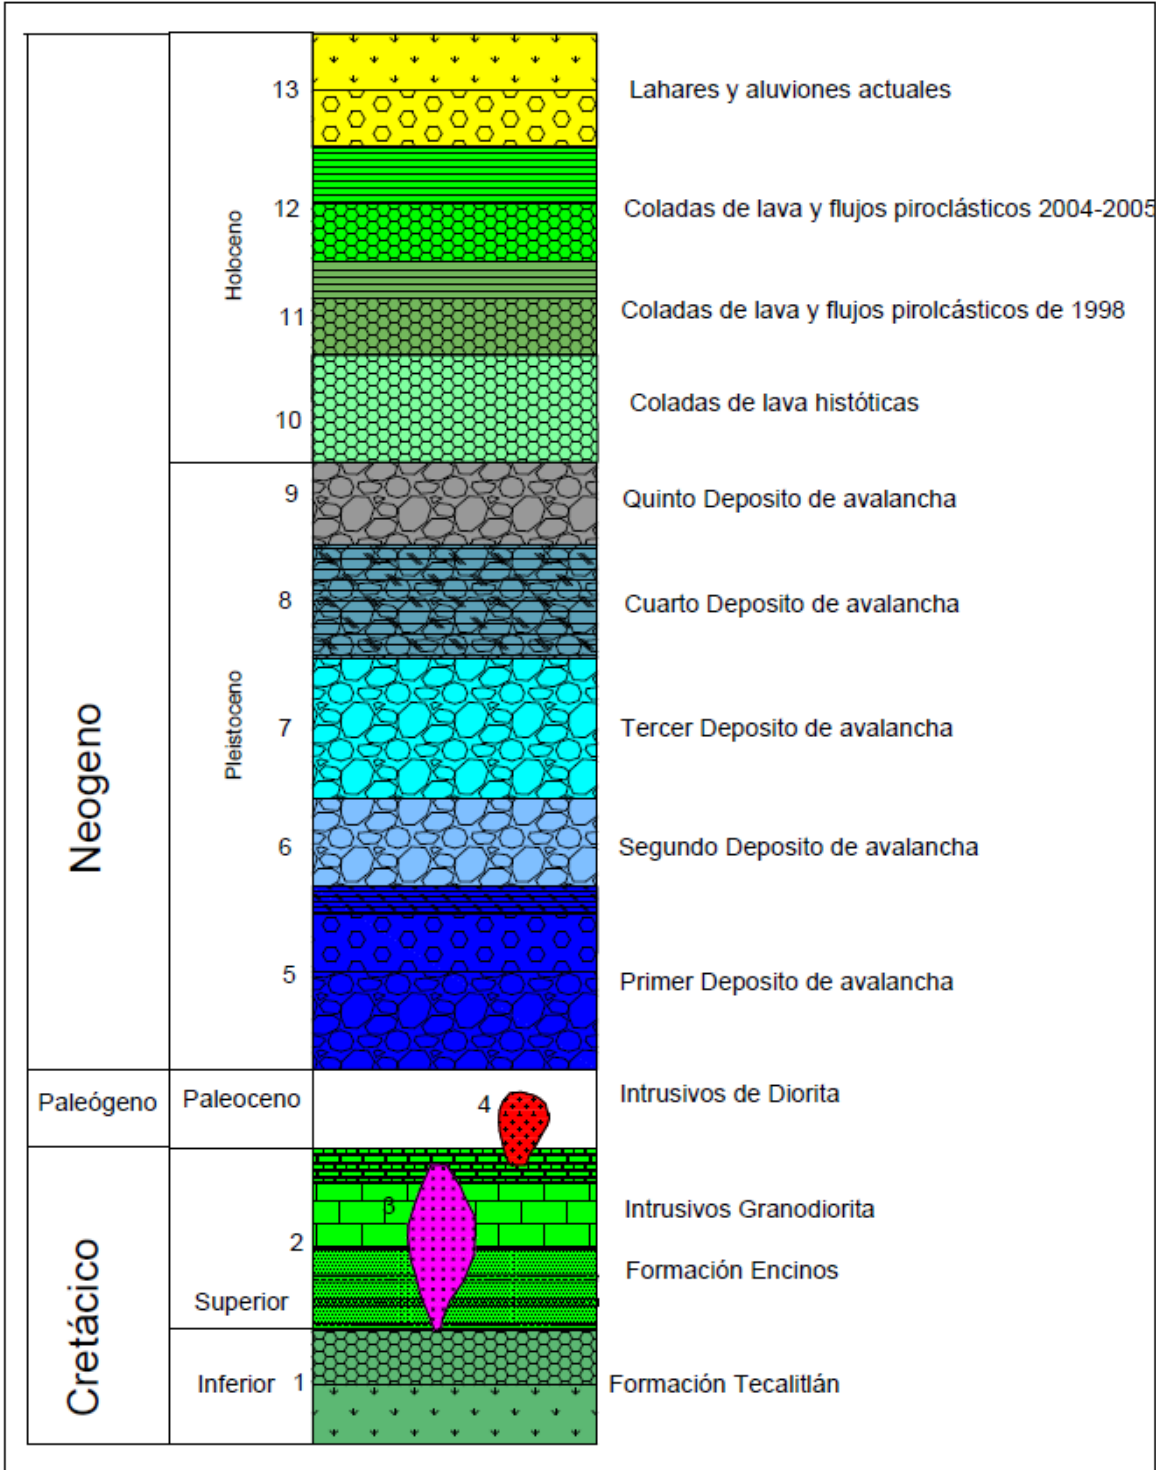 13 Lahares y aluviones actuales
12 Coladas de lava y flujos piroclásticos 2004-2005
Holoceno
11 Coladas de lava y flujos pirolcásticos de 1998
10 Coladas de lava históticas
9 Quinto Deposito de avalancha
8 Cuarto Deposito de avalancha
Neogeno
Pleistoceno
7 Tercer Deposito de avalancha
6 Segundo Deposito de avalancha
5 Primer Deposito de avalancha
Paleógeno Paleoceno 4 Intrusivos de Diorita
3 Intrusivos Granodiorita
2 Formación Encinos
Cretácico
Superior
Inferior 1 Formación Tecalitlán